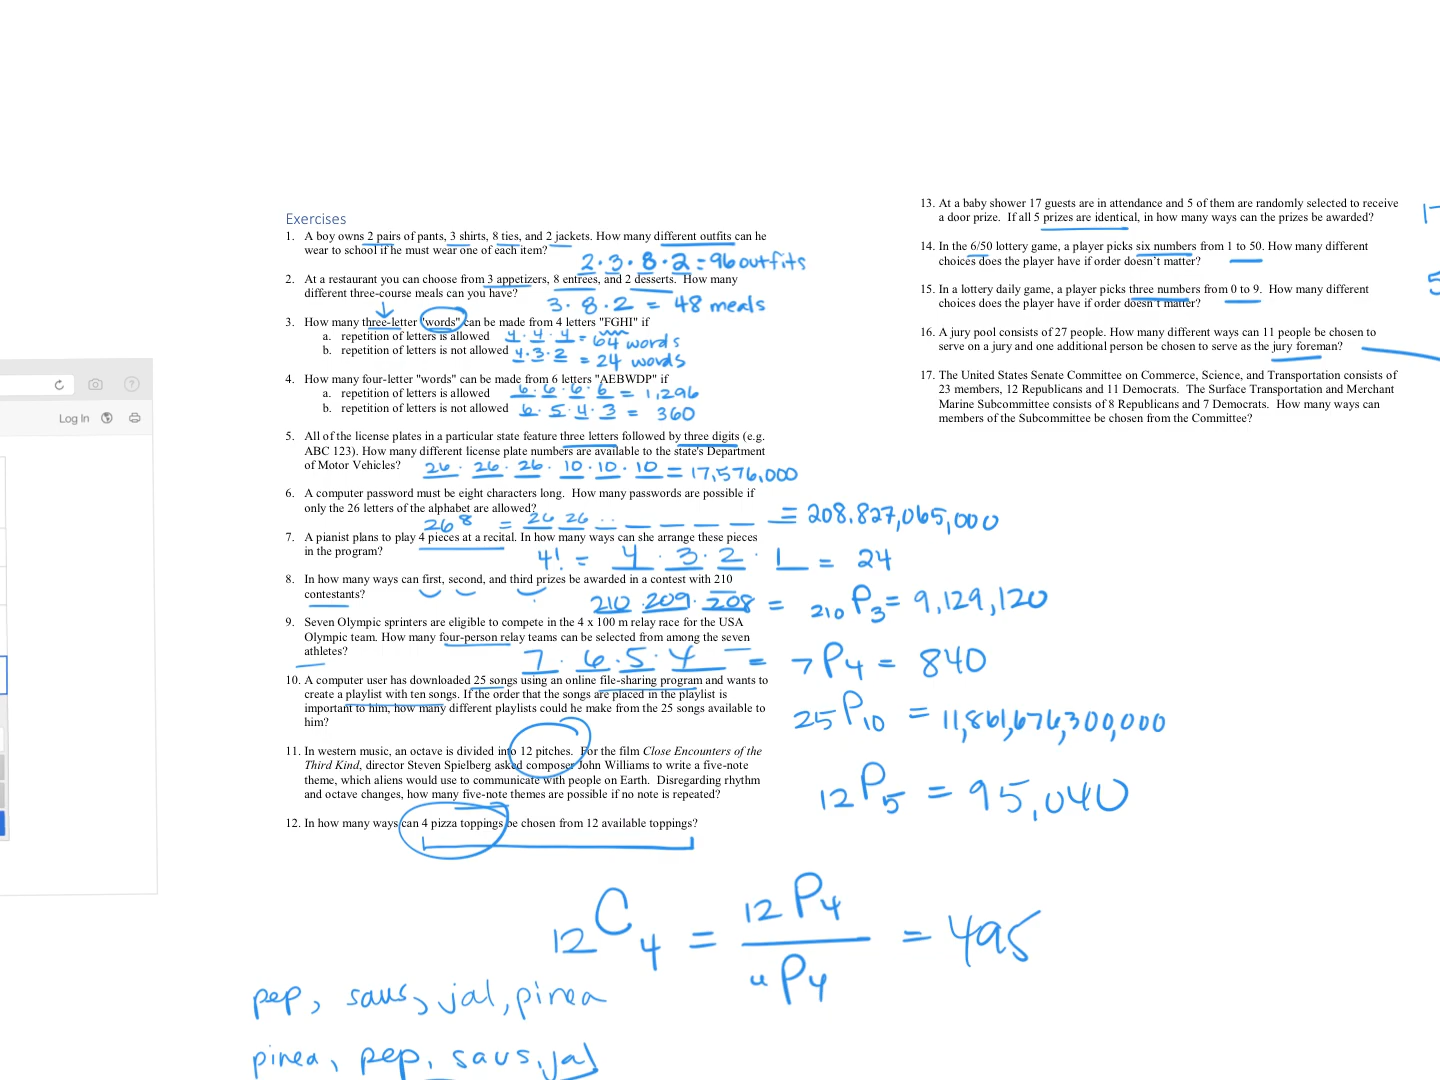 Log In
Exercises
1. A boy owns 2 pairs of pants, 3 shirts, 8 ties, and 2 jackets. How many different outfits can he
wear to school if he must wear one of each item?
2 · 3 · 8 · 2 = 96 outfits
2. At a restaurant you can choose from 3 appetizers, 8 entrees, and 2 desserts. How many
different three-course meals can you have?
3 · 8 · 2 = 48 meals
3. How many three-letter "words" can be made from 4 letters "FGHI" if
a. repetition of letters is allowed 4 · 4 · 4 = 64 words
b. repetition of letters is not allowed 4 · 3 · 2 = 24 words
4. How many four-letter "words" can be made from 6 letters "AEBWDP" if
a. repetition of letters is allowed 6 · 6 · 6 · 6 = 1,296
b. repetition of letters is not allowed 6 · 5 · 4 · 3 = 360
5. All of the license plates in a particular state feature three letters followed by three digits (e.g.
ABC 123). How many different license plate numbers are available to the state's Department
of Motor Vehicles? 26 · 26 · 26 · 10 · 10 · 10 = 17,576,000
6. A computer password must be eight characters long. How many passwords are possible if
only the 26 letters of the alphabet are allowed?
26^8 = 26 26 .. = 208,827,065,000
7. A pianist plans to play 4 pieces at a recital. In how many ways can she arrange these pieces
in the program? 4! = 4 · 3 · 2 · 1 = 24
8. In how many ways can first, second, and third prizes be awarded in a contest with 210
contestants? 210 · 209 · 208 = 210 P 3 = 9,129,120
9. Seven Olympic sprinters are eligible to compete in the 4 x 100 m relay race for the USA
Olympic team. How many four-person relay teams can be selected from among the seven
athletes? 7 · 6 · 5 · 4 = 7 P 4 = 840
10. A computer user has downloaded 25 songs using an online file-sharing program and wants to
create a playlist with ten songs. If the order that the songs are placed in the playlist is
important to him, how many different playlists could he make from the 25 songs available to
him?
25 P 10 = 11,861,676,300,000
11. In western music, an octave is divided into 12 pitches. For the film Close Encounters of the
Third Kind, director Steven Spielberg asked composer John Williams to write a five-note
theme, which aliens would use to communicate with people on Earth. Disregarding rhythm
and octave changes, how many five-note themes are possible if no note is repeated?
12 P 5 = 95,040
12. In how many ways can 4 pizza toppings be chosen from 12 available toppings?
12 C 4 = 12 P 4 / 4 P 4 = 495
pep, saus, jal, pinea
pinea, pep, saus, jal
13. At a baby shower 17 guests are in attendance and 5 of them are randomly selected to receive
a door prize. If all 5 prizes are identical, in how many ways can the prizes be awarded?
14. In the 6/50 lottery game, a player picks six numbers from 1 to 50. How many different
choices does the player have if order doesn't matter?
15. In a lottery daily game, a player picks three numbers from 0 to 9. How many different
choices does the player have if order doesn't matter?
16. A jury pool consists of 27 people. How many different ways can 11 people be chosen to
serve on a jury and one additional person be chosen to serve as the jury foreman?
17. The United States Senate Committee on Commerce, Science, and Transportation consists of
23 members, 12 Republicans and 11 Democrats. The Surface Transportation and Merchant
Marine Subcommittee consists of 8 Republicans and 7 Democrats. How many ways can
members of the Subcommittee be chosen from the Committee?